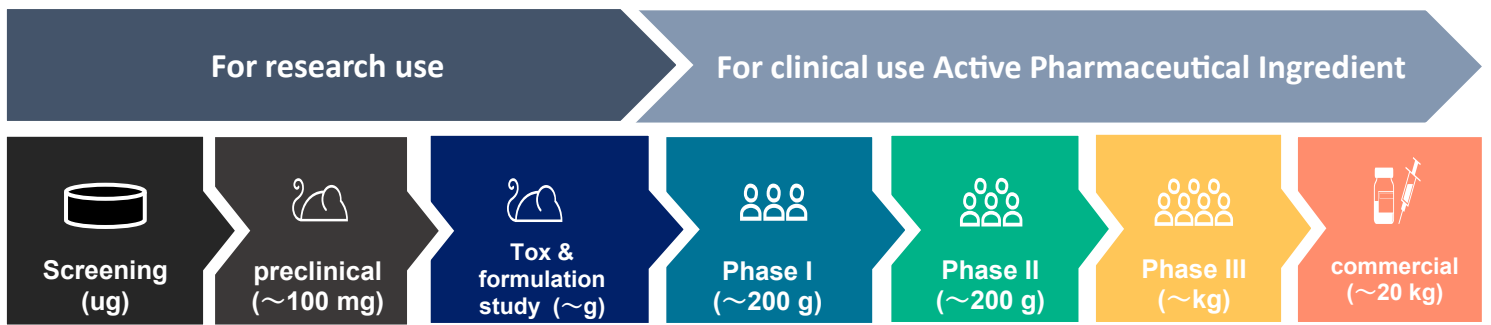 For research use
For clinical use Active Pharmaceutical Ingredient
Screening
(ug)
preclinical
(～100 mg)
Tox &
formulation
study (～g)
Phase I
(～200 g)
Phase II
(～200 g)
Phase III
(～kg)
commercial
(～20 kg)